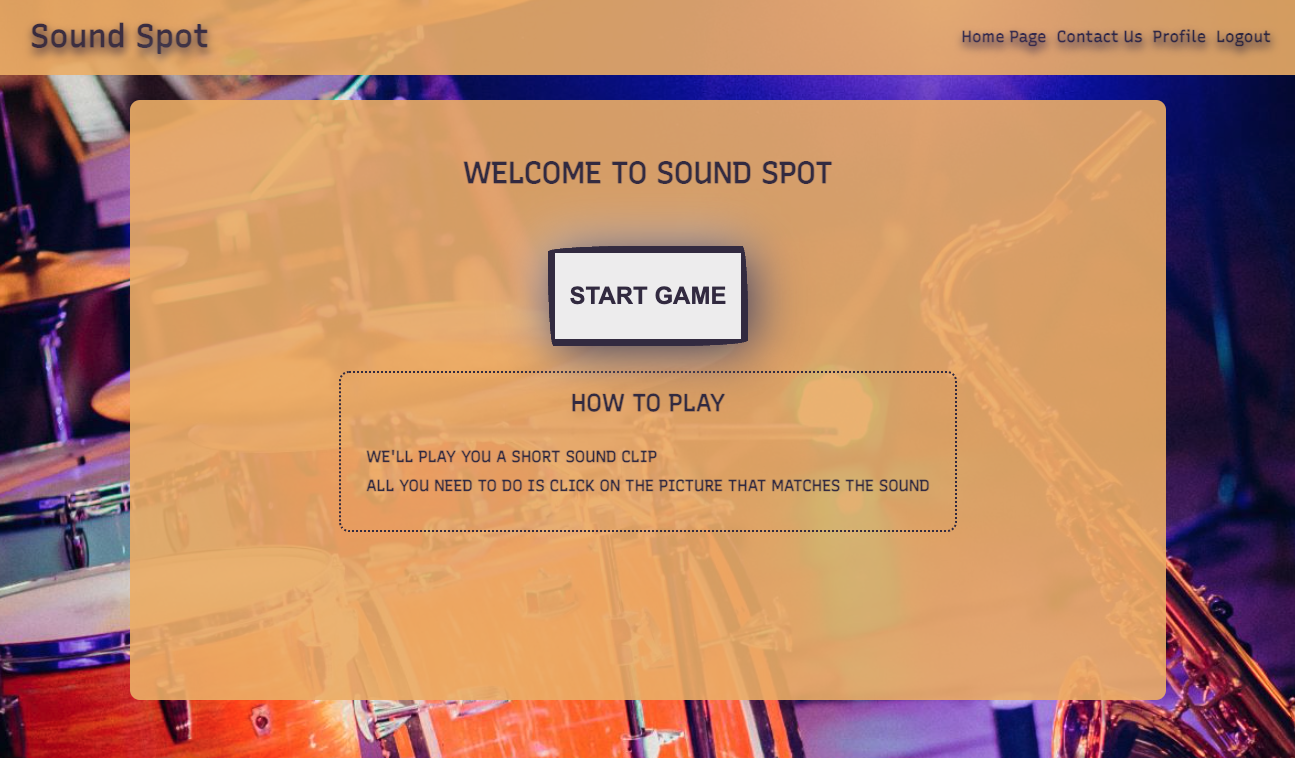 Sound Spot
Home Page Contact Us Profile Logout
WELCOME TO SOUND SPOT
START GAME
HOW TO PLAY
WE'LL PLAY YOU A SHORT SOUND CLIP
ALL YOU NEED TO DO IS CLICK ON THE PICTURE THAT MATCHES THE SOUND